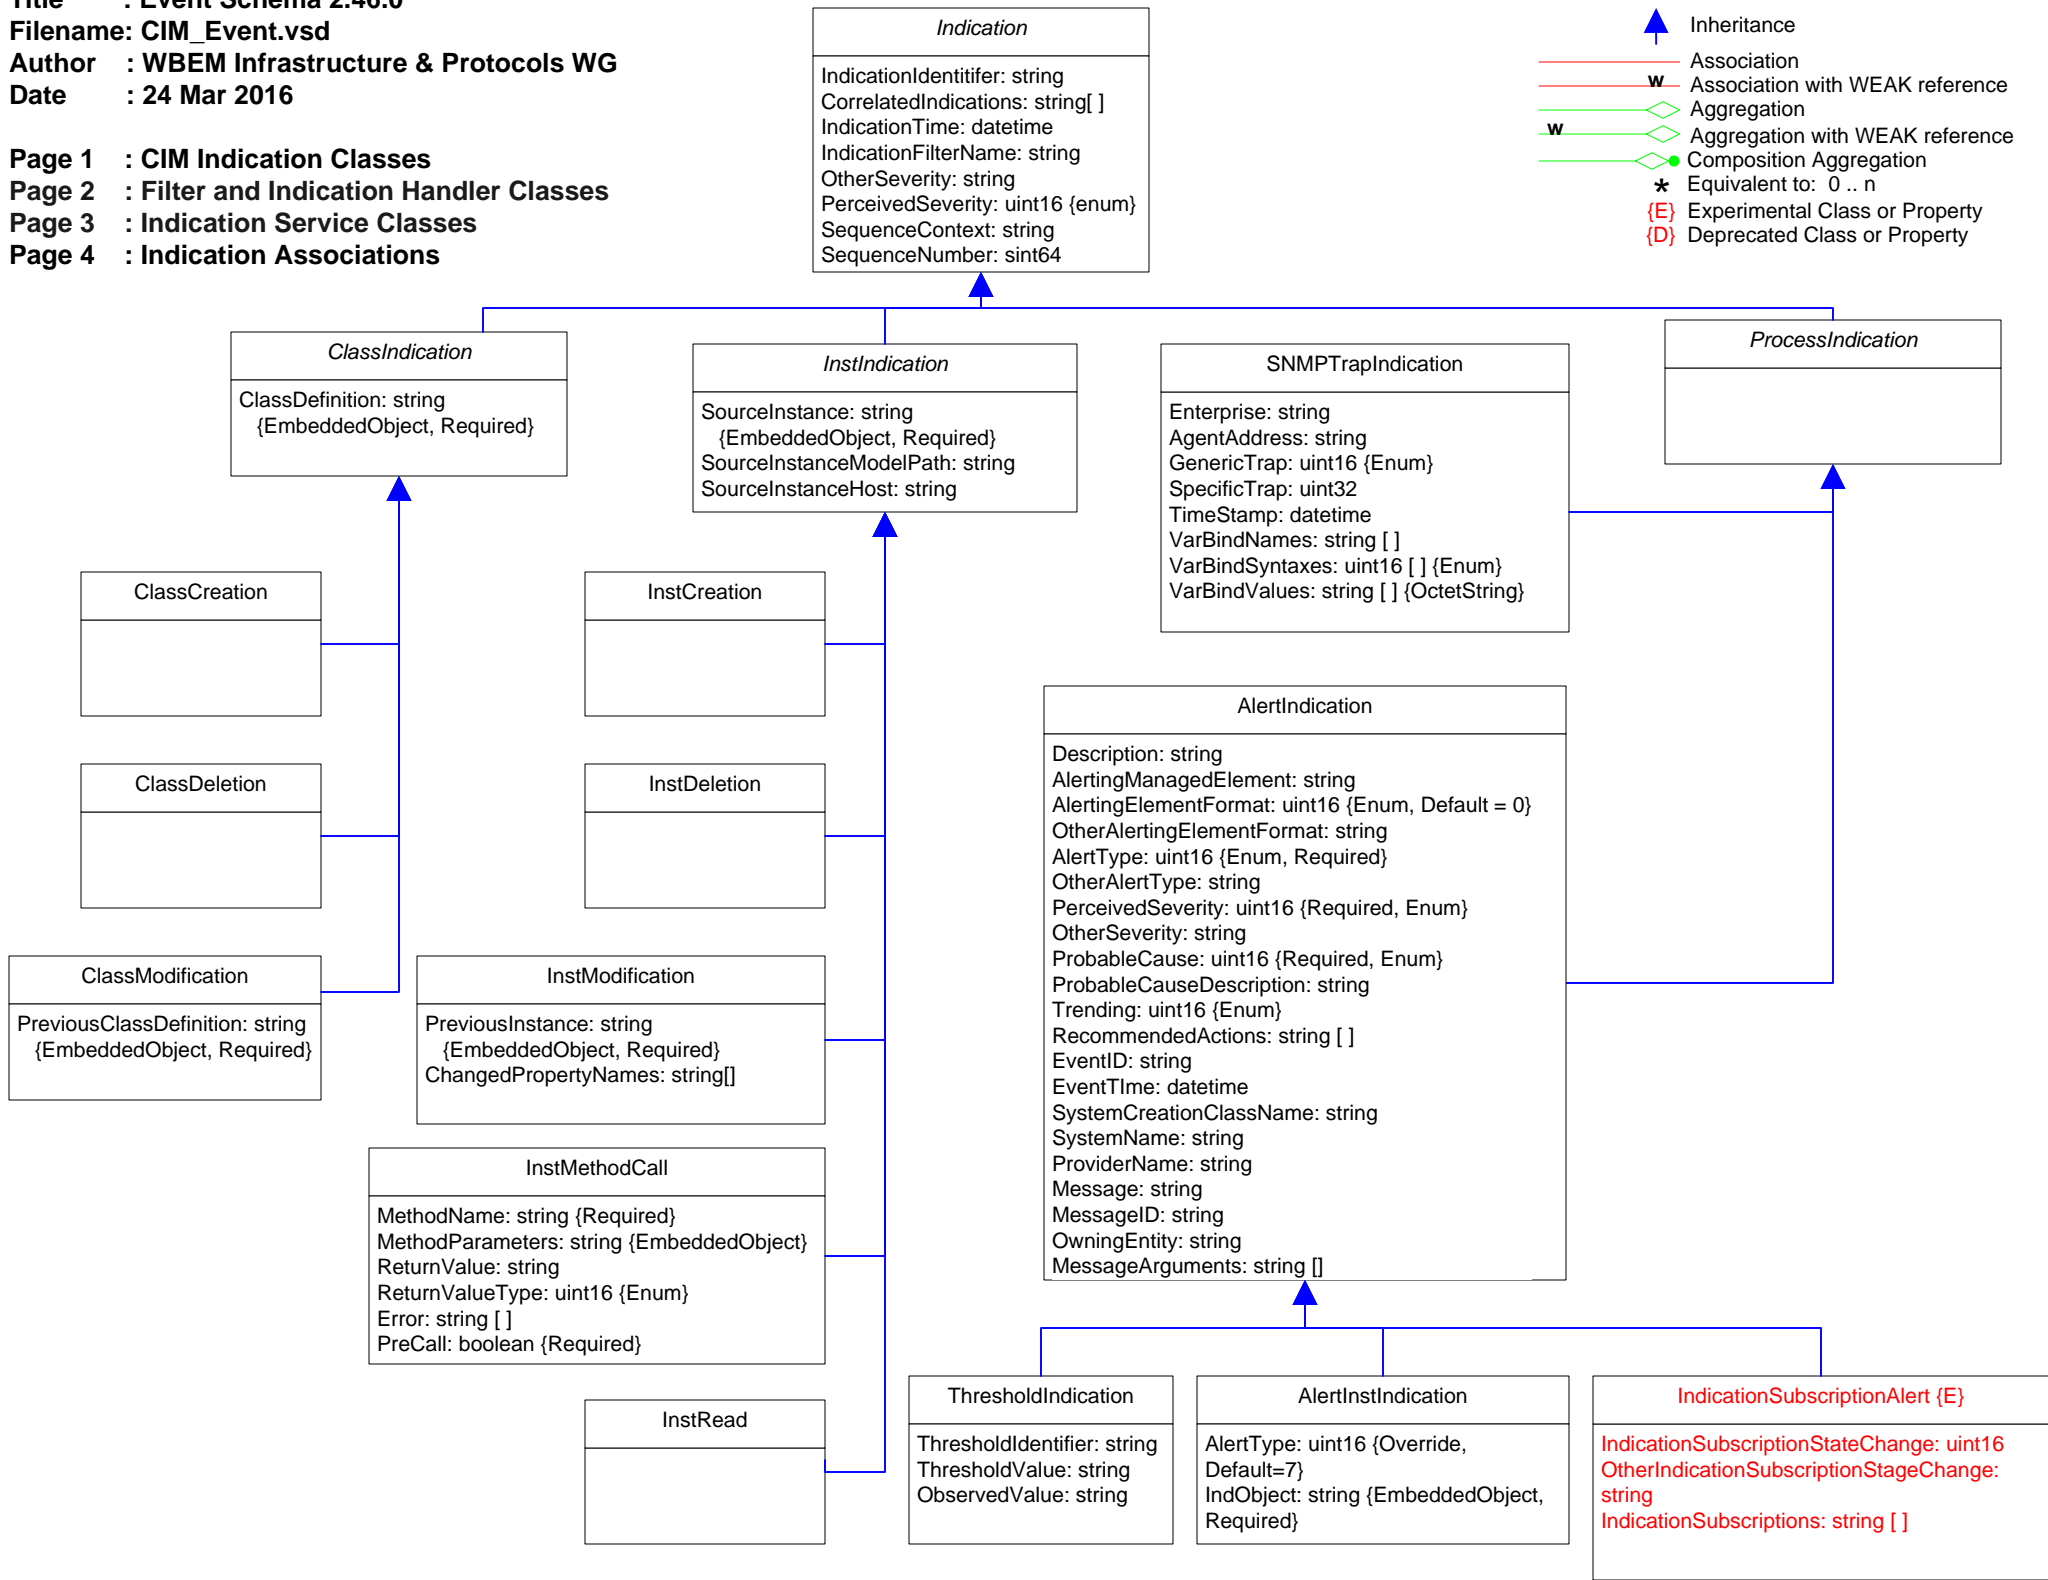 Title : Event Schema 2.46.0
Filename: CIM_Event.vsd
Author : WBEM Infrastructure & Protocols WG
Date : 24 Mar 2016
Page 1 : CIM Indication Classes
Page 2 : Filter and Indication Handler Classes
Page 3 : Indication Service Classes
Page 4 : Indication Associations
Indication
IndicationIdentitifer: string
CorrelatedIndications: string[ ]
IndicationTime: datetime
IndicationFilterName: string
OtherSeverity: string
PerceivedSeverity: uint16 {enum}
SequenceContext: string
SequenceNumber: sint64
Inheritance
Association
w
Association with WEAK reference
Aggregation
w
Aggregation with WEAK reference
Composition Aggregation
* Equivalent to: 0 .. n
{E} Experimental Class or Property
{D} Deprecated Class or Property
ClassIndication
ClassDefinition: string
{EmbeddedObject, Required}
InstIndication
SourceInstance: string
{EmbeddedObject, Required}
SourceInstanceModelPath: string
SourceInstanceHost: string
SNMPTrapIndication
Enterprise: string
AgentAddress: string
GenericTrap: uint16 {Enum}
SpecificTrap: uint32
TimeStamp: datetime
VarBindNames: string [ ]
VarBindSyntaxes: uint16 [ ] {Enum}
VarBindValues: string [ ] {OctetString}
ProcessIndication
ClassCreation
InstCreation
ClassDeletion
InstDeletion
ClassModification
PreviousClassDefinition: string
{EmbeddedObject, Required}
InstModification
PreviousInstance: string
{EmbeddedObject, Required}
ChangedPropertyNames: string[]
InstMethodCall
MethodName: string {Required}
MethodParameters: string {EmbeddedObject}
ReturnValue: string
ReturnValueType: uint16 {Enum}
Error: string [ ]
PreCall: boolean {Required}
InstRead
AlertIndication
Description: string
AlertingManagedElement: string
AlertingElementFormat: uint16 {Enum, Default = 0}
OtherAlertingElementFormat: string
AlertType: uint16 {Enum, Required}
OtherAlertType: string
PerceivedSeverity: uint16 {Required, Enum}
OtherSeverity: string
ProbableCause: uint16 {Required, Enum}
ProbableCauseDescription: string
Trending: uint16 {Enum}
RecommendedActions: string [ ]
EventID: string
EventTIme: datetime
SystemCreationClassName: string
SystemName: string
ProviderName: string
Message: string
MessageID: string
OwningEntity: string
MessageArguments: string []
ThresholdIndication
ThresholdIdentifier: string
ThresholdValue: string
ObservedValue: string
AlertInstIndication
AlertType: uint16 {Override,
Default=7}
IndObject: string {EmbeddedObject,
Required}
IndicationSubscriptionAlert {E}
IndicationSubscriptionStateChange: uint16
OtherIndicationSubscriptionStageChange:
string
IndicationSubscriptions: string [ ]